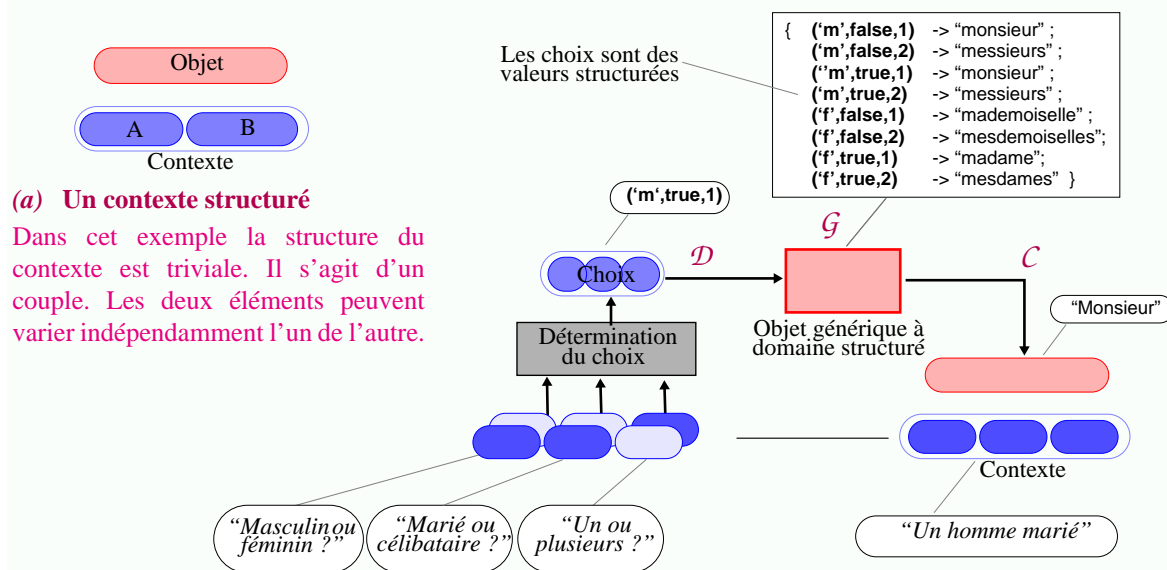 Objet
A B
Contexte
(a) Un contexte structuré
Dans cet exemple la structure du
contexte est triviale. Il s'agit d'un
couple. Les deux éléments peuvent
varier indépendamment l'un de l'autre.
Les choix sont des
valeurs structurées
{ (‘m’,false,1) -> “monsieur” ;
(‘m’,false,2) -> “messieurs” ;
(‘’m’,true,1) -> “monsieur” ;
(‘m’,true,2) -> “messieurs” ;
(‘f’,false,1) -> “mademoiselle” ;
(‘f’,false,2) -> “mesdemoiselles”;
(‘f’,true,1) -> “madame”;
(‘f’,true,2) -> “mesdames” }
(‘m‘,true,1)
Choix
D
G
C
Objet générique à
domaine structuré
“Monsieur”
Détermination
du choix
Contexte
“Masculin ou
féminin ?”
“Marié ou
célibataire ?”
“Un ou
plusieurs ?”
“Un homme marié”